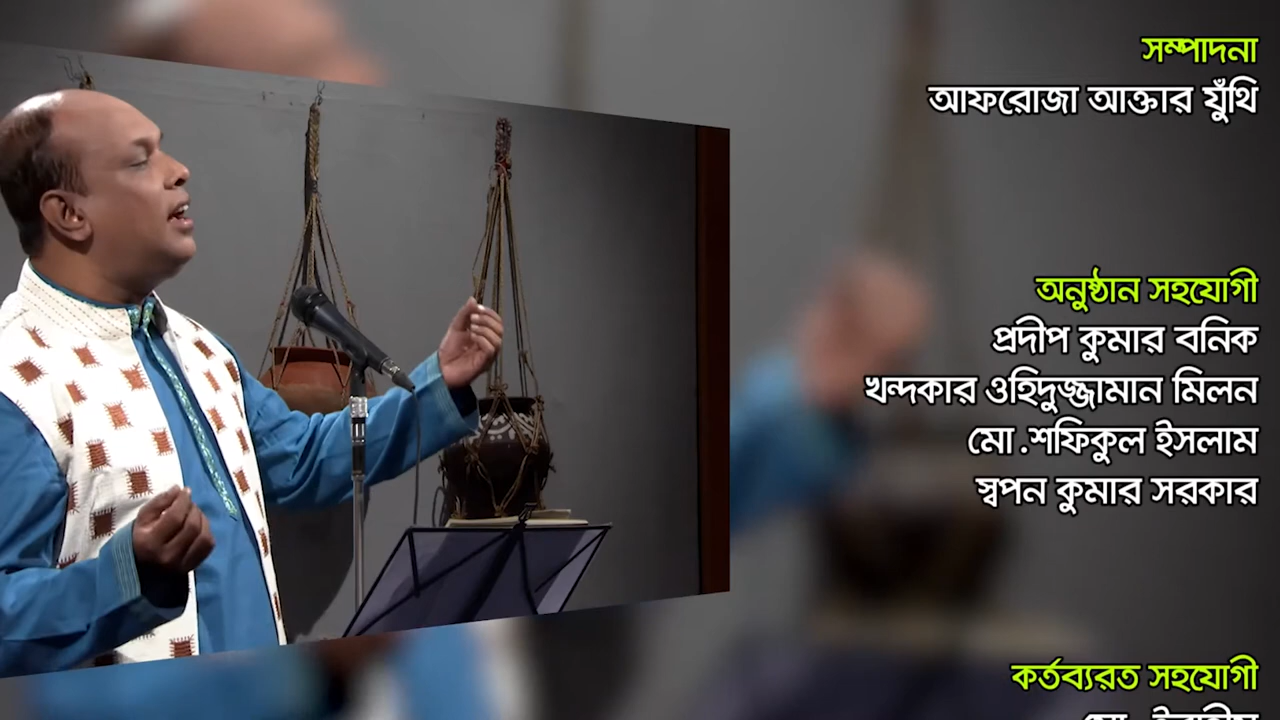 সম্পাদনা
আফরোজা আক্তার যুঁথি
অনুষ্ঠান সহযোগী
প্রদীপ কুমার বনিক
খন্দকার ওহিদুজ্জামান মিলন
মো.শফিকুল ইসলাম
স্বপন কুমার সরকার
কর্তব্যরত সহযোগী